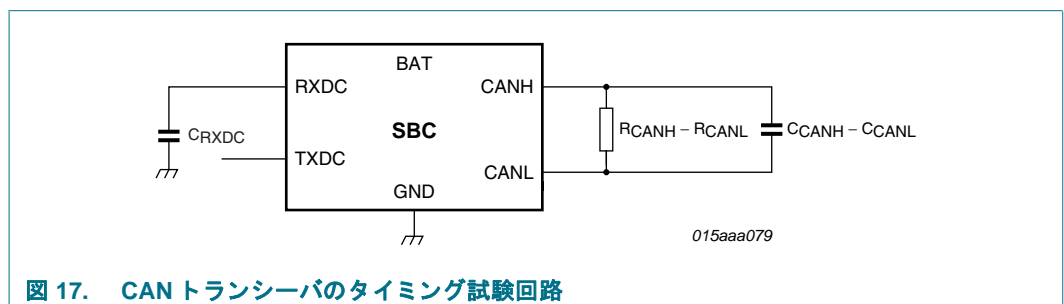 BAT
RXDC
CANH
CRXDC
SBC
RCANH – RCANL
CCANH – CCANL
TXDC
CANL
GND
015aaa079
図 17. CAN トランシーバのタイミング試験回路